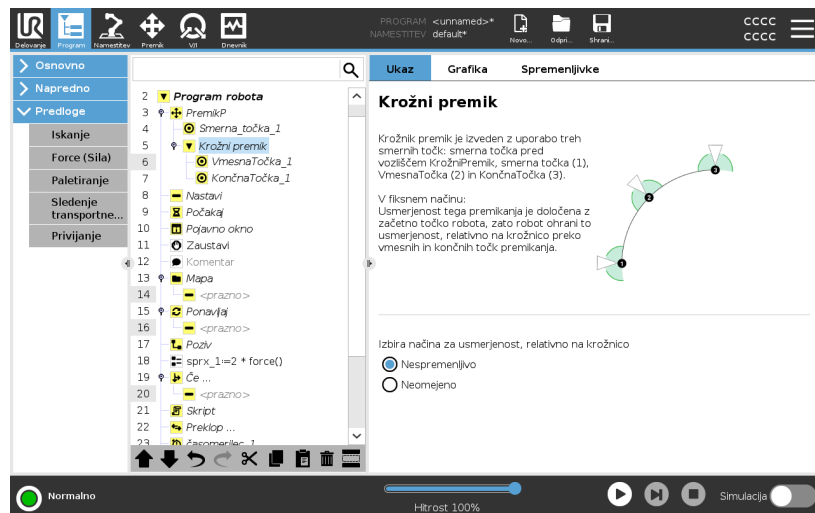 PROGRAM <unnamed>*
NAMESTITEV default*
CCCC
CCCC
Delovanje Program Namestitev Premik V/I Dnevnik Novo... Odpri... Shrani...
Osnovno
Napredno
Predloge
Iskanje
Force (Sila)
Paletiranje
Sledenje
transportne...
Privijanje
2 Program robota
3 PremikP
4 Smerna_točka_1
5 Krožni premik
6 VmesnaTočka_1
7 KončnaTočka_1
8 Nastavi
9 Počakaj
10 Pojavno okno
11 Zaustavi
12 Komentar
13 Mapa
14 <prazno>
15 Ponavljaj
16 <prazno>
17 Poziv
18 sprx_1:=2 * force()
19 Če ...
20 <prazno>
21 Skript
22 Preklop ...
23 časomerilec_1
Ukaz Grafika Spremenljivke
Krožni premik
Krožnik premik je izveden z uporabo treh
smernih točk: smerna točka pred
vozliščem KrožniPremik, smerna točka (1),
VmesnaTočka (2) in KončnaTočka (3).
V fiksnem načinu:
Usmerjenost tega premikanja je določena z
začetno točko robota, zato robot ohrani to
usmerjenost, relativno na krožnico preko
vmesnih in končnih točk premikanja.
3
2
1
Izbira načina za usmerjenost, relativno na krožnico
Nespremenljivo
Neomejeno
Normalno
Hitrost 100%
Simulacija